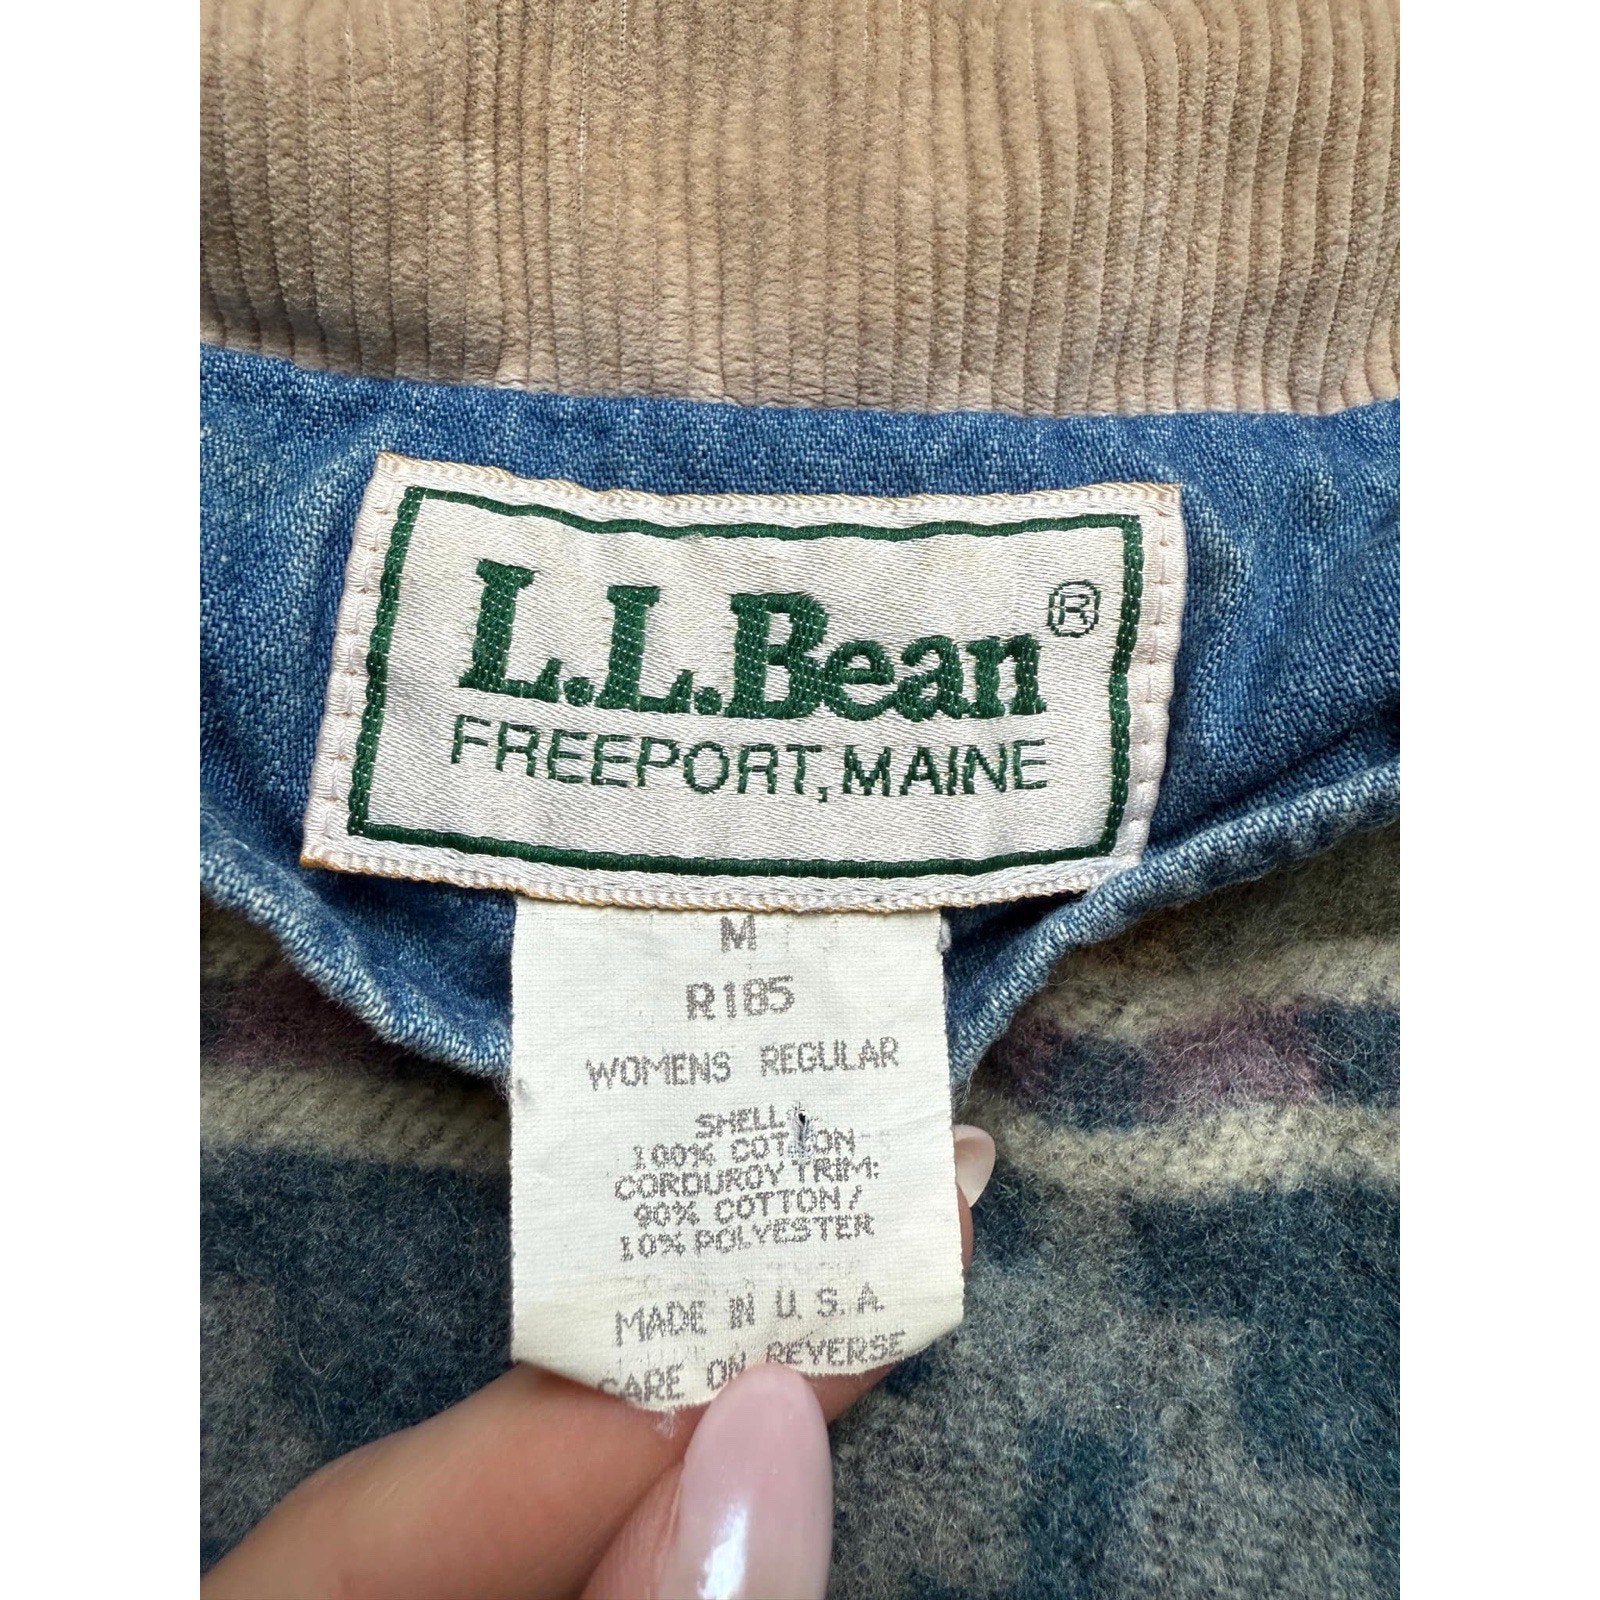 L.L.Bean®
FREEPORT, MAINE
M
R185
WOMENS REGULAR
SHELL:
100% COTTON
CORDUROY TRIM:
90% COTTON/
10% POLYESTER
MADE IN U.S.A.
CARE ON REVERSE